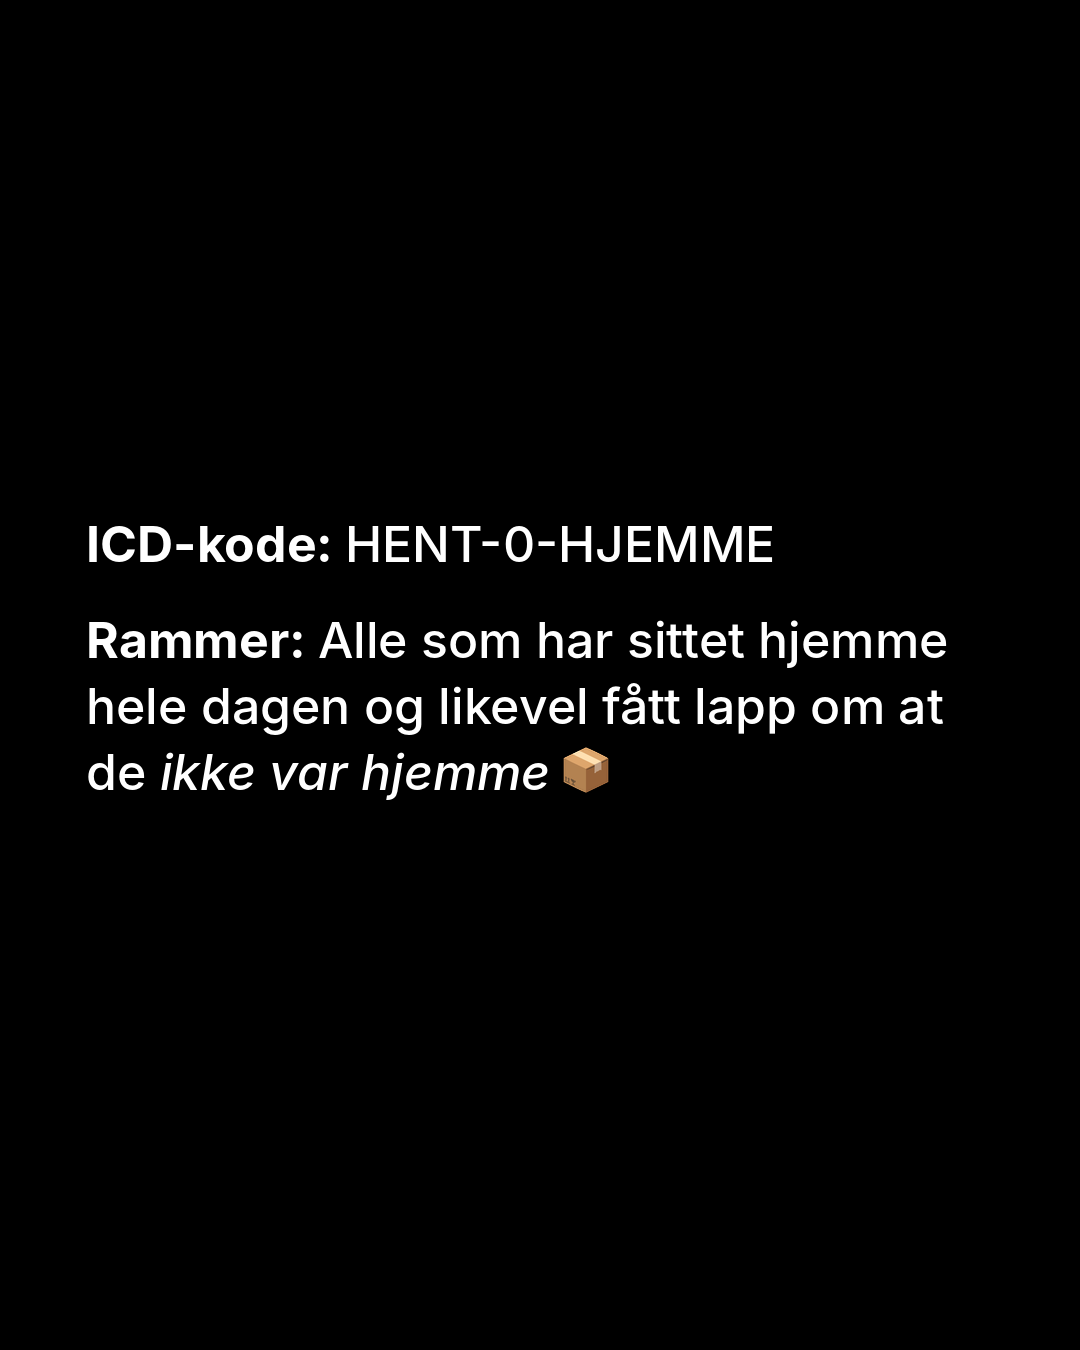 ICD-kode: HENT-0-HJEMME
Rammer: Alle som har sittet hjemme
hele dagen og likevel fått lapp om at
de ikke var hjemme 📦